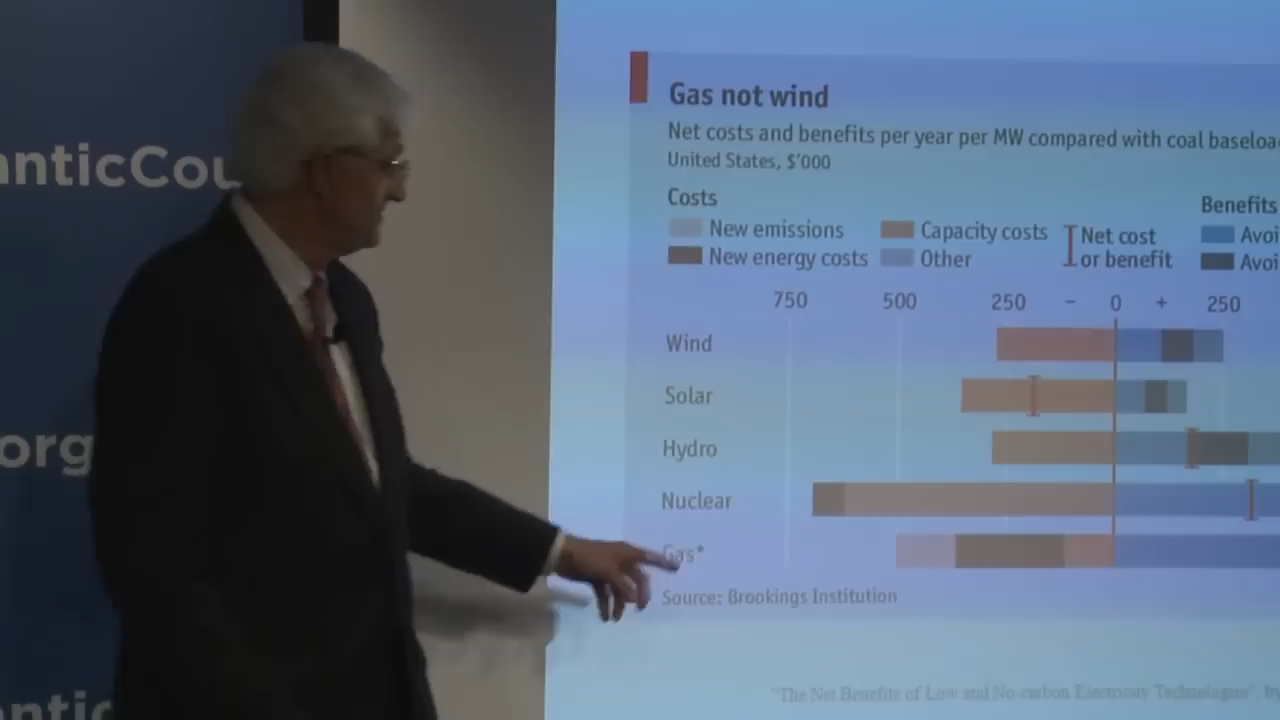 anticCou
.org
antic
Gas not wind
Net costs and benefits per year per MW compared with coal baseloa
United States, $'000
Costs
Benefits
New emissions
Capacity costs
Net cost
or benefit
Avoi
New energy costs
Other
Avoi
750 500 250 − 0 + 250
Wind
Solar
Hydro
Nuclear
Gas*
Source: Brookings Institution
"The Net Benefits of Low and No-carbon Electricity Technologies", by